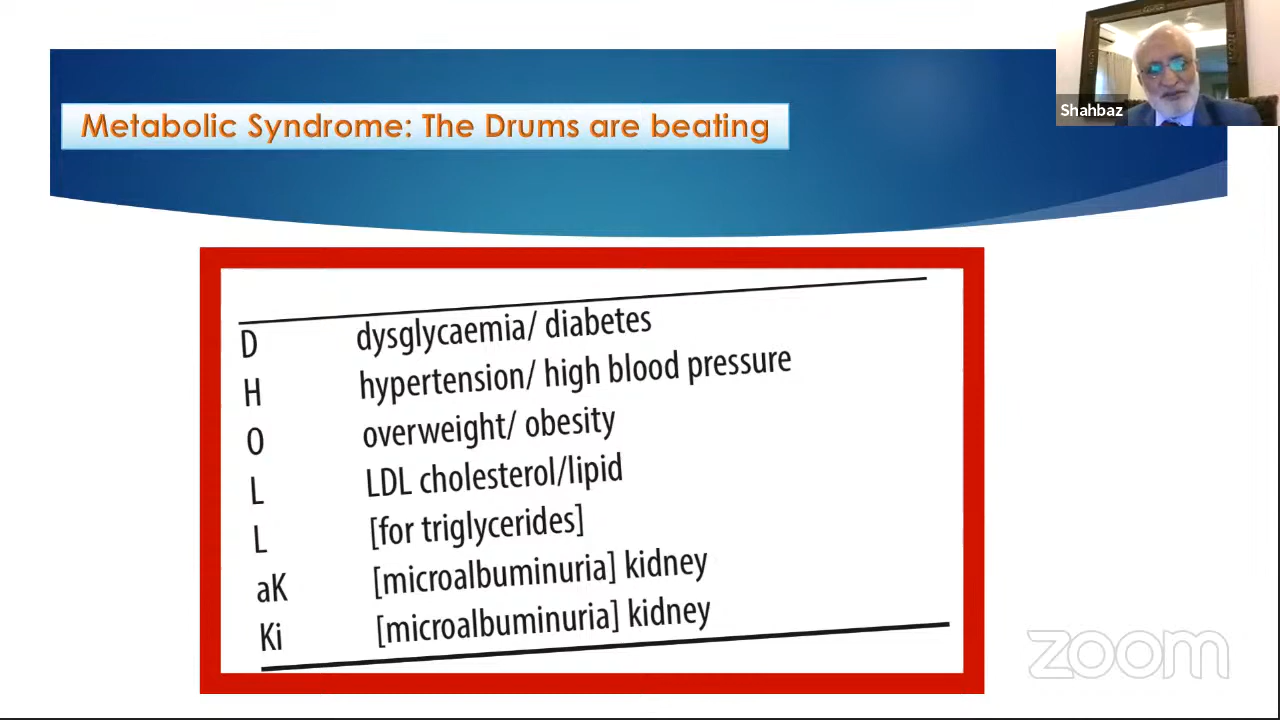 Metabolic Syndrome: The Drums are beating
Shahbaz
D dysglycaemia/ diabetes
H hypertension/ high blood pressure
O overweight/ obesity
L LDL cholesterol/lipid
L [for triglycerides]
aK [microalbuminuria] kidney
Ki [microalbuminuria] kidney
zoom